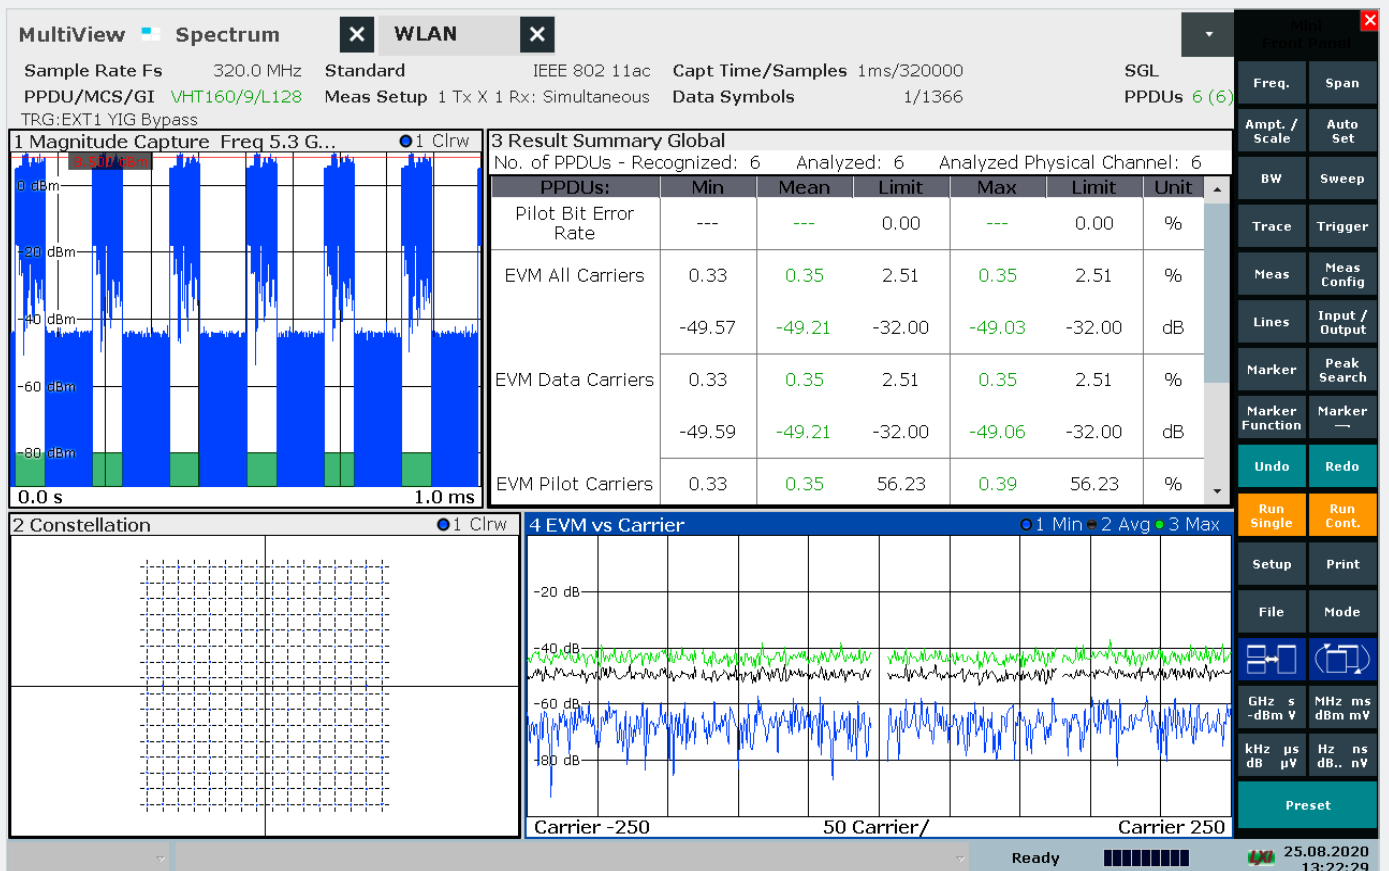 MultiView Spectrum WLAN
Sample Rate Fs 320.0 MHz Standard IEEE 802 11ac Capt Time/Samples 1ms/320000 SGL
PPDU/MCS/GI VHT160/9/L128 Meas Setup 1 Tx X 1 Rx: Simultaneous Data Symbols 1/1366 PPDUs 6 (6)
TRG:EXT1 YIG Bypass
1 Magnitude Capture Freq 5.3 G... 1 Clrw
0 dBm
-20 dBm
-40 dBm
-60 dBm
-80 dBm
0.0 s 1.0 ms
3 Result Summary Global
No. of PPDUs - Recognized: 6 Analyzed: 6 Analyzed Physical Channel: 6
PPDUs: Min Mean Limit Max Limit Unit
Pilot Bit Error
Rate --- --- 0.00 --- 0.00 %
EVM All Carriers 0.33 0.35 2.51 0.35 2.51 %
-49.57 -49.21 -32.00 -49.03 -32.00 dB
EVM Data Carriers 0.33 0.35 2.51 0.35 2.51 %
-49.59 -49.21 -32.00 -49.06 -32.00 dB
EVM Pilot Carriers 0.33 0.35 56.23 0.39 56.23 %
2 Constellation 1 Clrw
4 EVM vs Carrier 1 Min 2 Avg 3 Max
-20 dB
-40 dB
-60 dB
-80 dB
Carrier -250 50 Carrier/ Carrier 250
Mini
Front Panel
Freq. Span
Ampt. / Scale Auto Set
BW Sweep
Trace Trigger
Meas Meas Config
Lines Input / Output
Marker Peak Search
Marker Function Marker →
Undo Redo
Run Single Run Cont.
Setup Print
File Mode
GHz s MHz ms
-dBm V dBm mV
kHz µs Hz ns
dB µV dB.. nV
Preset
Ready LXI 25.08.2020
13:22:29